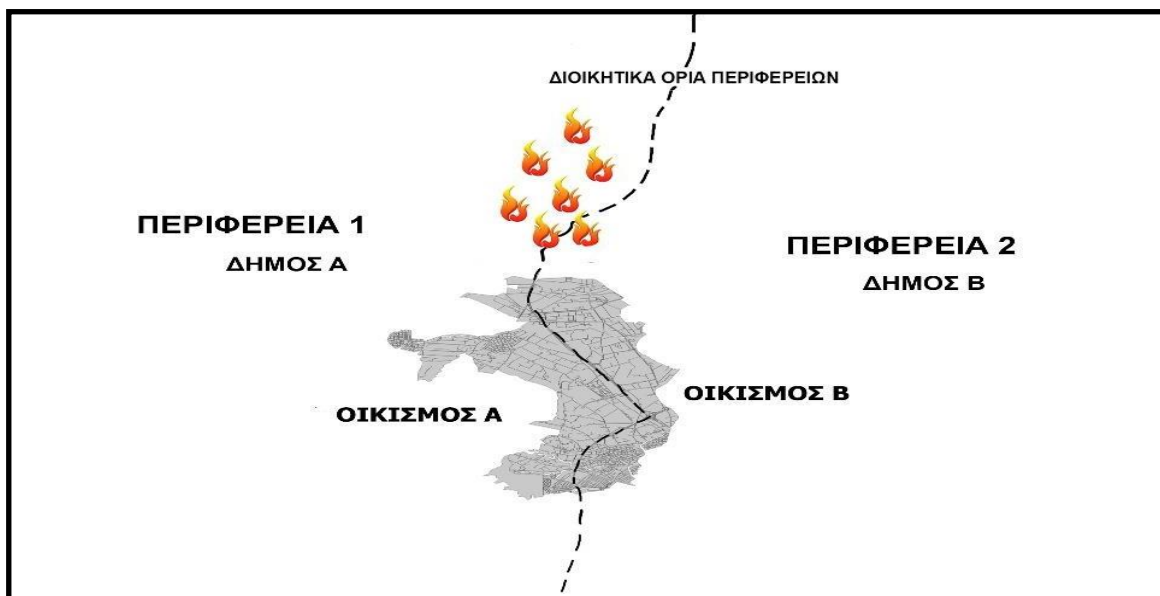 ΔΙΟΙΚΗΤΙΚΑ ΟΡΙΑ ΠΕΡΙΦΕΡΕΙΩΝ
ΠΕΡΙΦΕΡΕΙΑ 1
ΔΗΜΟΣ Α
ΠΕΡΙΦΕΡΕΙΑ 2
ΔΗΜΟΣ Β
ΟΙΚΙΣΜΟΣ Α
ΟΙΚΙΣΜΟΣ Β